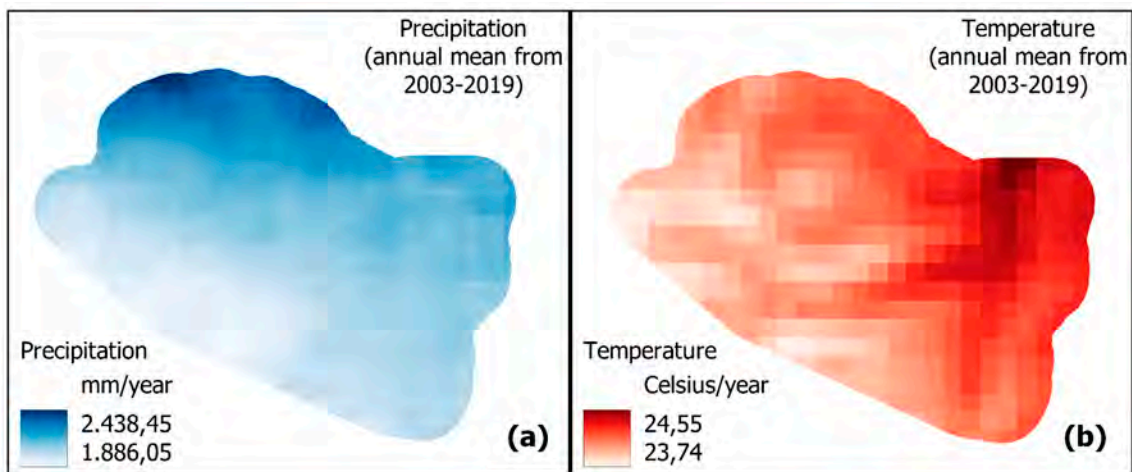 Precipitation
(annual mean from
2003-2019)
Precipitation
mm/year
2.438,45
1.886,05
(a)
Temperature
(annual mean from
2003-2019)
Temperature
Celsius/year
24,55
23,74
(b)